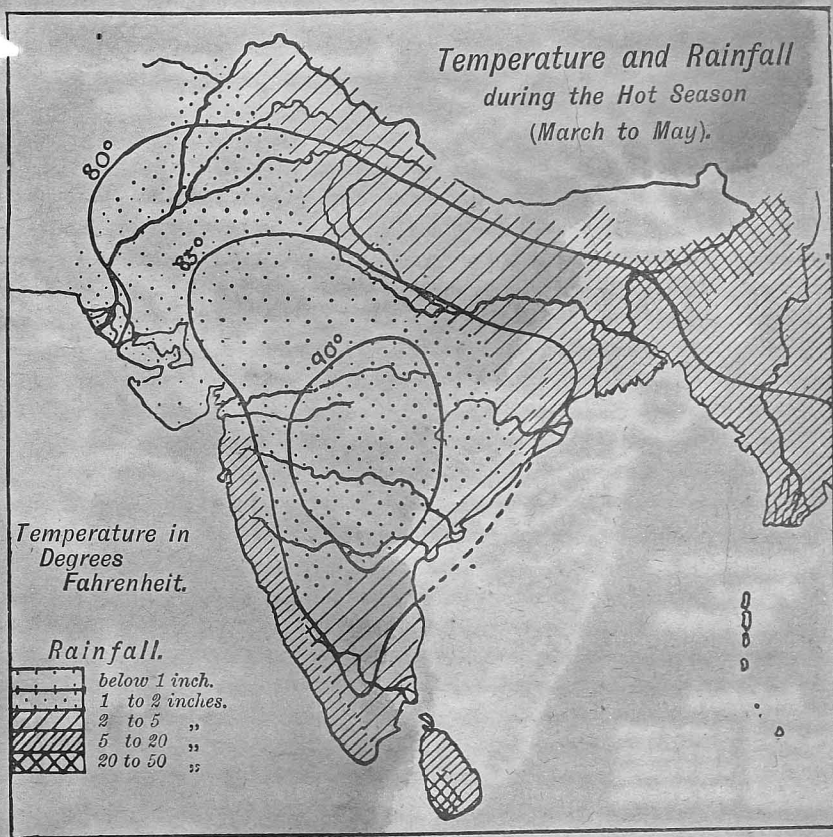 Temperature and Rainfall
during the Hot Season
(March to May).
80°
85°
90°
Temperature in
Degrees
Fahrenheit.
Rainfall.
below 1 inch.
1 to 2 inches.
2 to 5 „
5 to 20 „
20 to 50 „